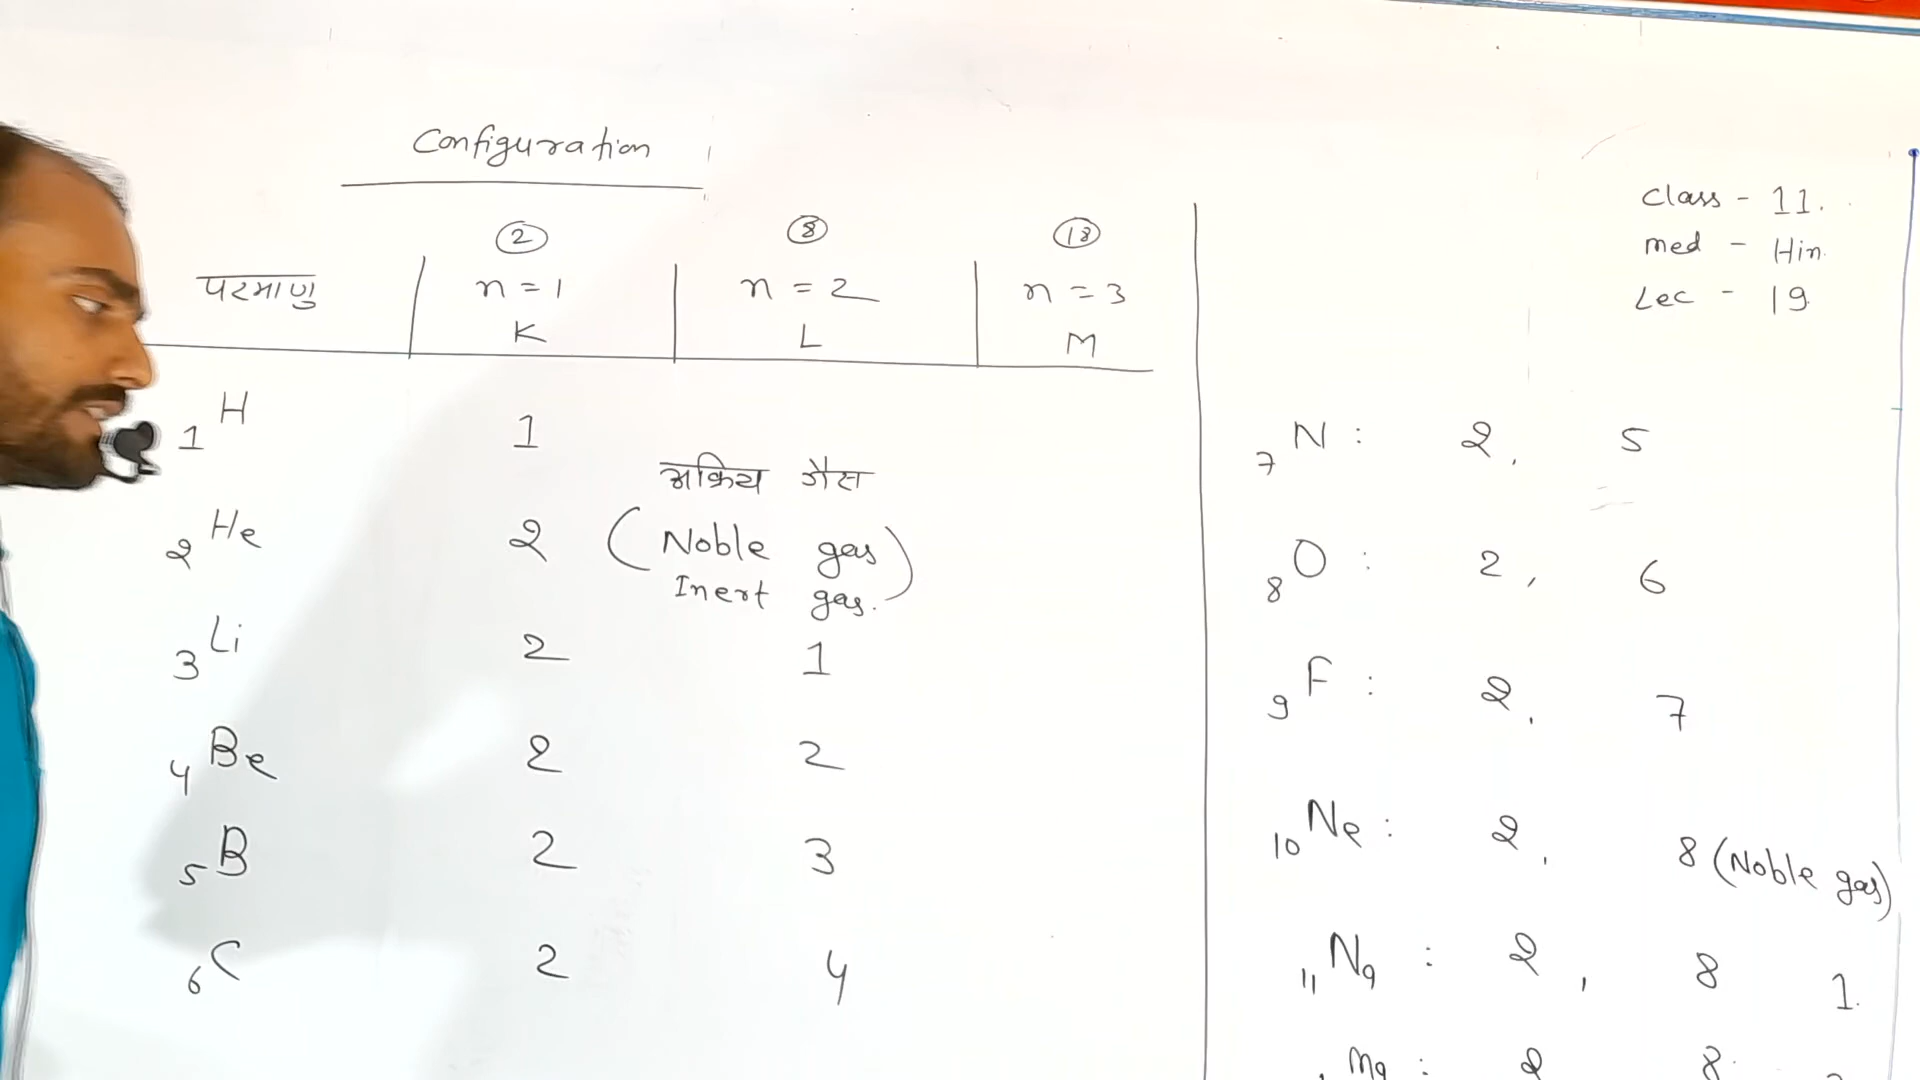 Configuration
② ⑧ ⑱
परमाणु n = 1 n = 2 n = 3
K L M
1H 1
अक्रिय गैस
2He 2 (Noble gas)
Inert gas.
3Li 2 1
4Be 2 2
5B 2 3
6C 2 4
Class - 11.
med - Hin.
Lec - 19
7N : 2, 5
8O : 2, 6
9F : 2, 7
10Ne : 2, 8 (Noble gas)
11Na : 2, 8 1.
Mg : 2 8